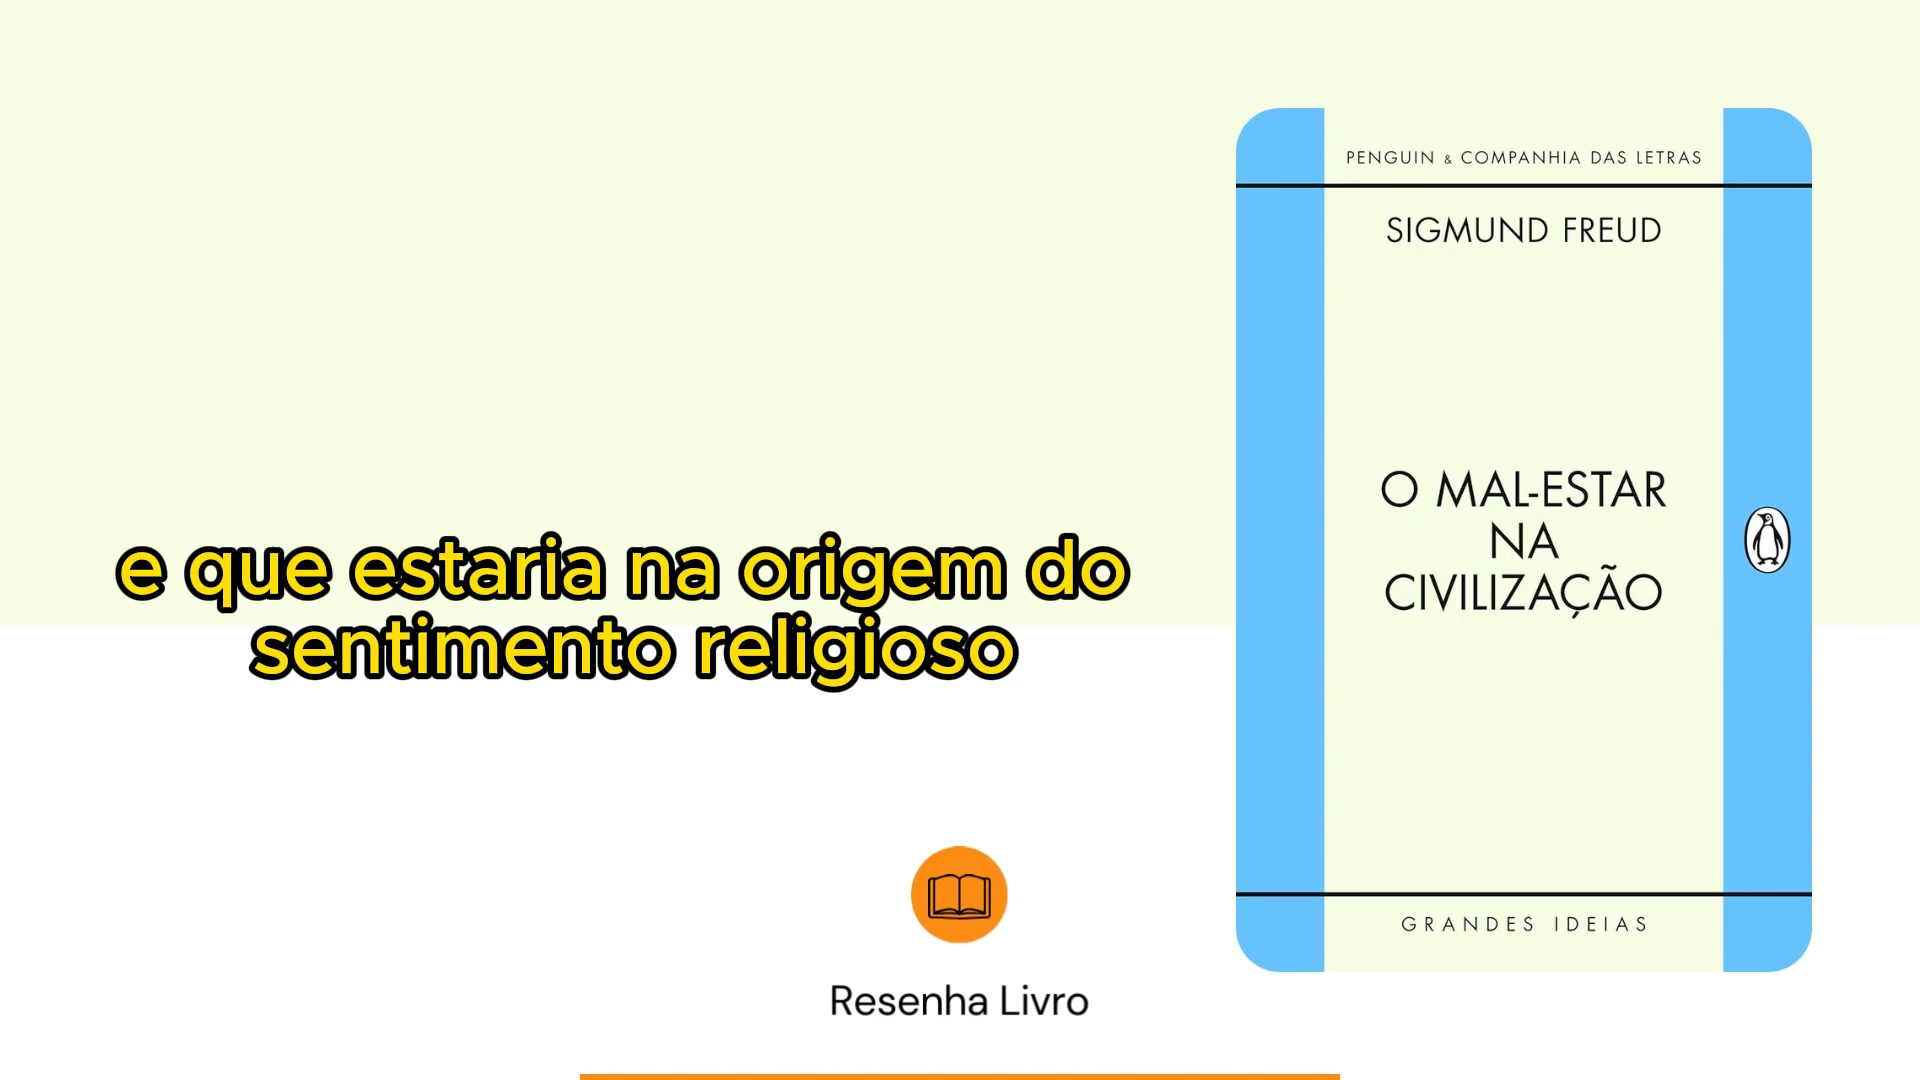 e que estaria na origem do
sentimento religioso
Resenha Livro
PENGUIN & COMPANHIA DAS LETRAS
SIGMUND FREUD
O MAL-ESTAR
NA
CIVILIZAÇÃO
GRANDES IDEIAS